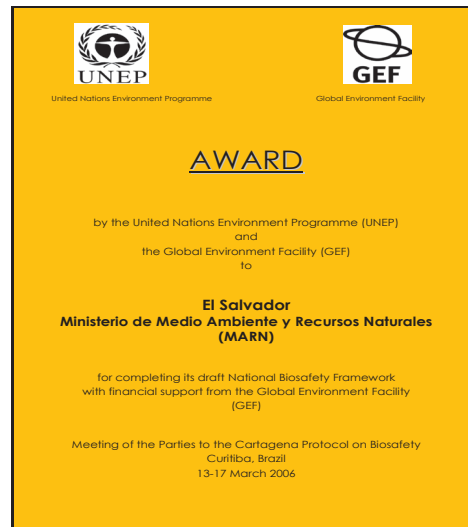 UNEP
GEF
United Nations Environment Programme
Global Environment Facility
AWARD
by the United Nations Environment Programme (UNEP)
and
the Global Environment Facility (GEF)
to
El Salvador
Ministerio de Medio Ambiente y Recursos Naturales
(MARN)
for completing its draft National Biosafety Framework
with financial support from the Global Environment Facility
(GEF)
Meeting of the Parties to the Cartagena Protocol on Biosafety
Curitiba, Brazil
13-17 March 2006